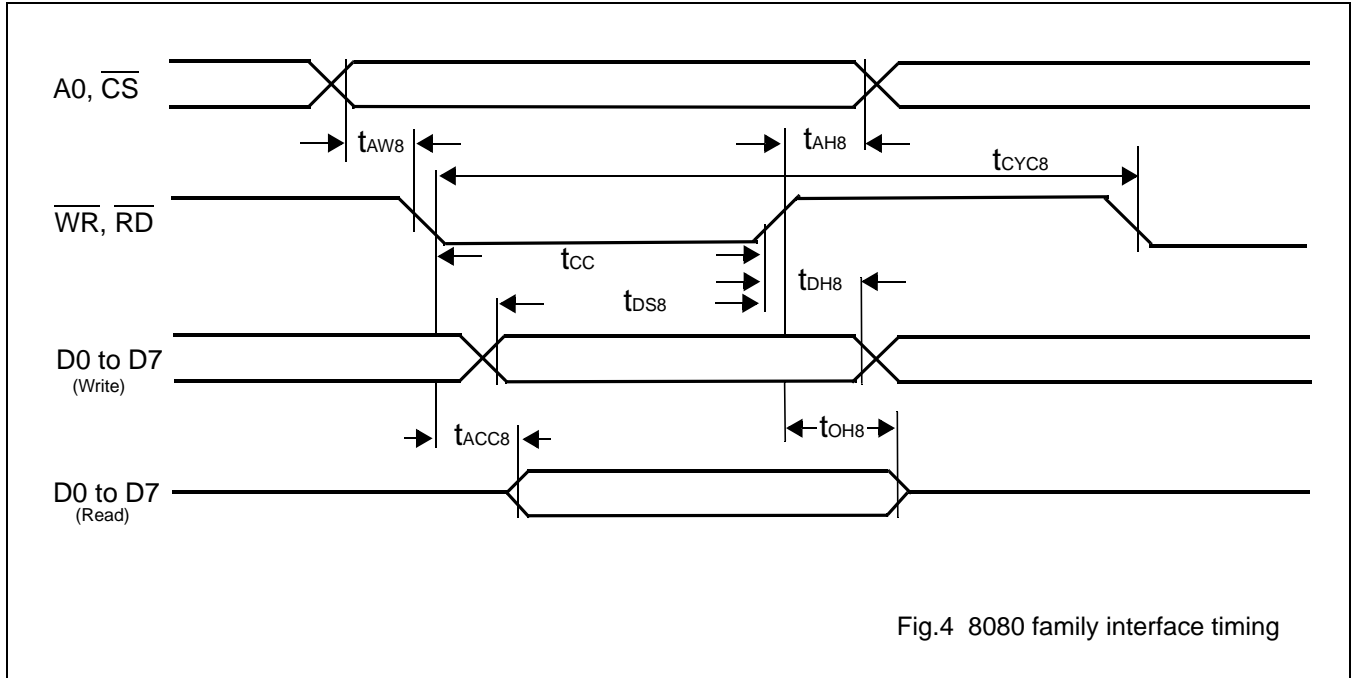 A0, CS
tAW8
tAH8
tCYC8
WR, RD
tCC
tDH8
tDS8
D0 to D7
(Write)
tACC8
tOH8
D0 to D7
(Read)
Fig.4 8080 family interface timing